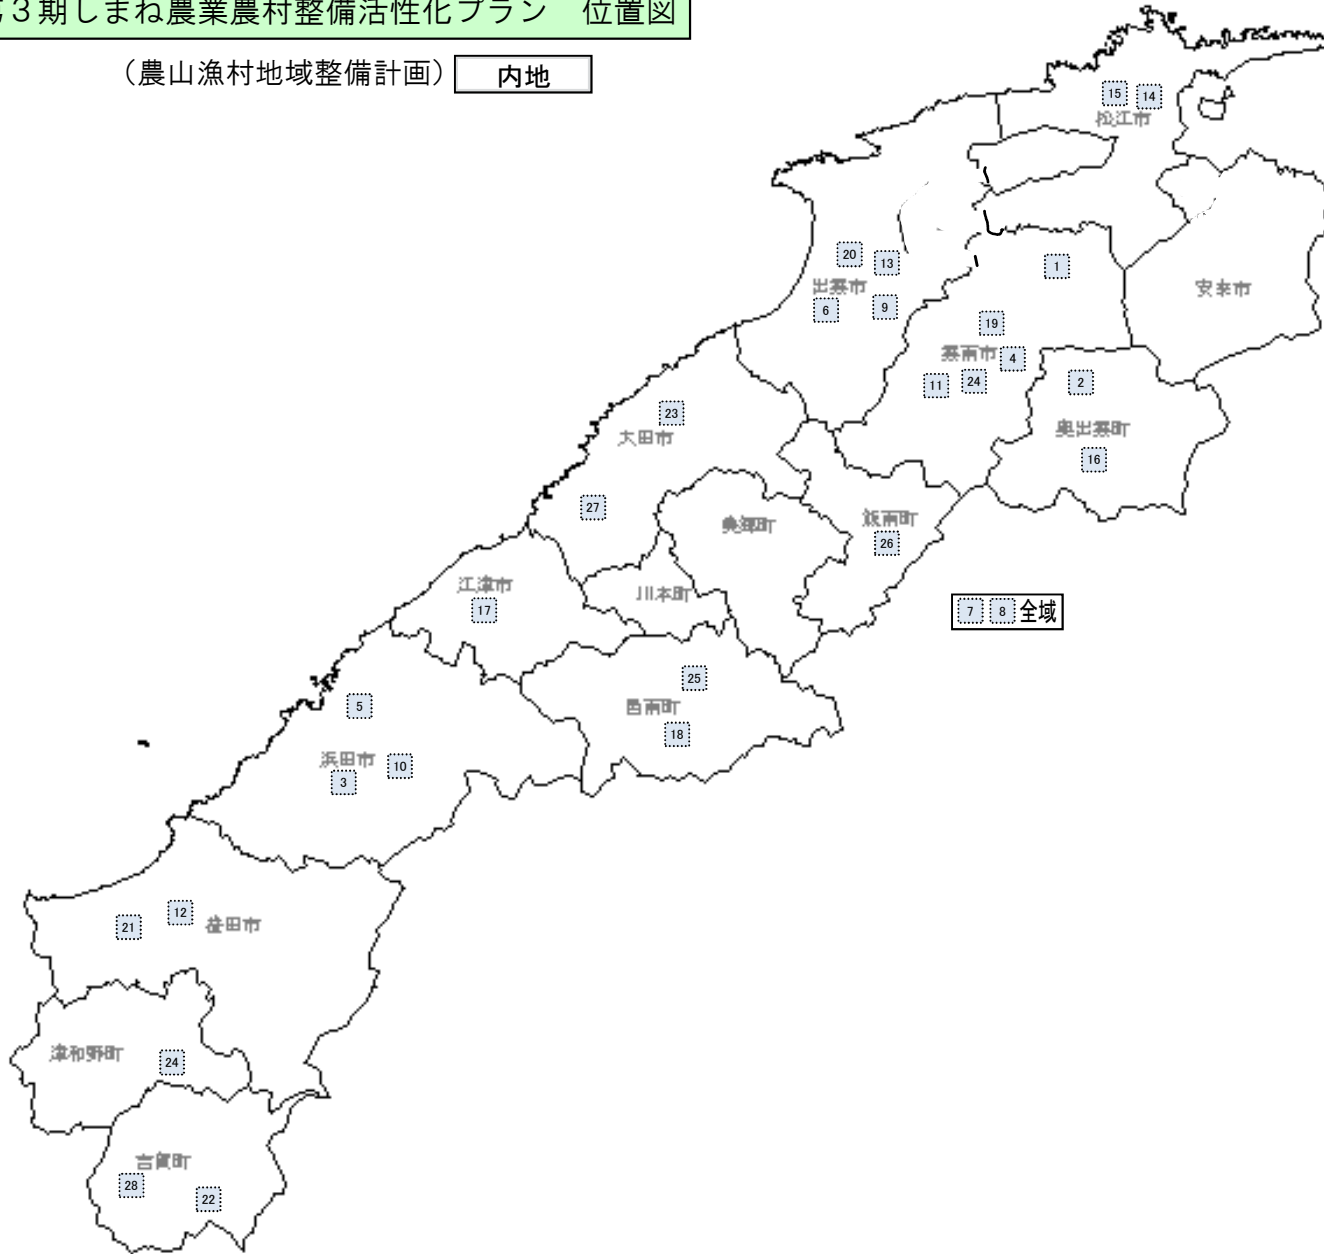 第３期しまね農業農村整備活性化プラン　位置図
（農山漁村地域整備計画） 内地
15 14
松江市
20 13
1
出雲市
安来市
6 9
19
雲南市 4
11 24
2
23
大田市
奥出雲町
16
27
美郷町
飯南町
26
江津市
川本町
17
7 8 全域
25
5
邑南町
18
浜田市 10
3
12
21 益田市
津和野町
24
吉賀町
28
22